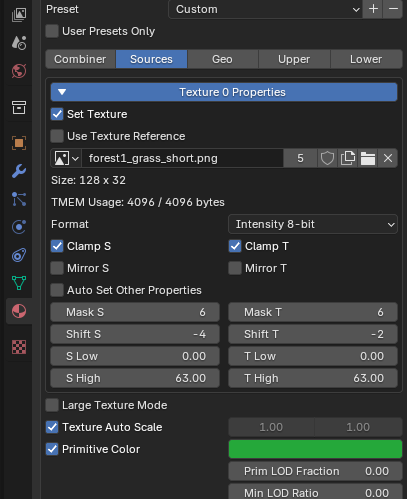 Preset Custom
User Presets Only
Combiner Sources Geo Upper Lower
Texture 0 Properties
Set Texture
Use Texture Reference
forest1_grass_short.png 5
Size: 128 x 32
TMEM Usage: 4096 / 4096 bytes
Format Intensity 8-bit
Clamp S Clamp T
Mirror S Mirror T
Auto Set Other Properties
Mask S 6 Mask T 6
Shift S -4 Shift T -2
S Low 0.00 T Low 0.00
S High 63.00 T High 63.00
Large Texture Mode
Texture Auto Scale 1.00 1.00
Primitive Color
Prim LOD Fraction 0.00
Min LOD Ratio 0.00